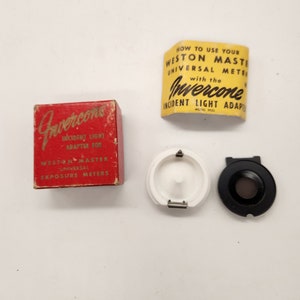 HOW TO USE YOUR
WESTON MASTER
UNIVERSAL METER
with the
Invercone
INCIDENT LIGHT ADAPT
Invercone
INCIDENT LIGHT
ADAPTER FOR
WESTON MASTER
UNIVERSAL
EXPOSURE METERS